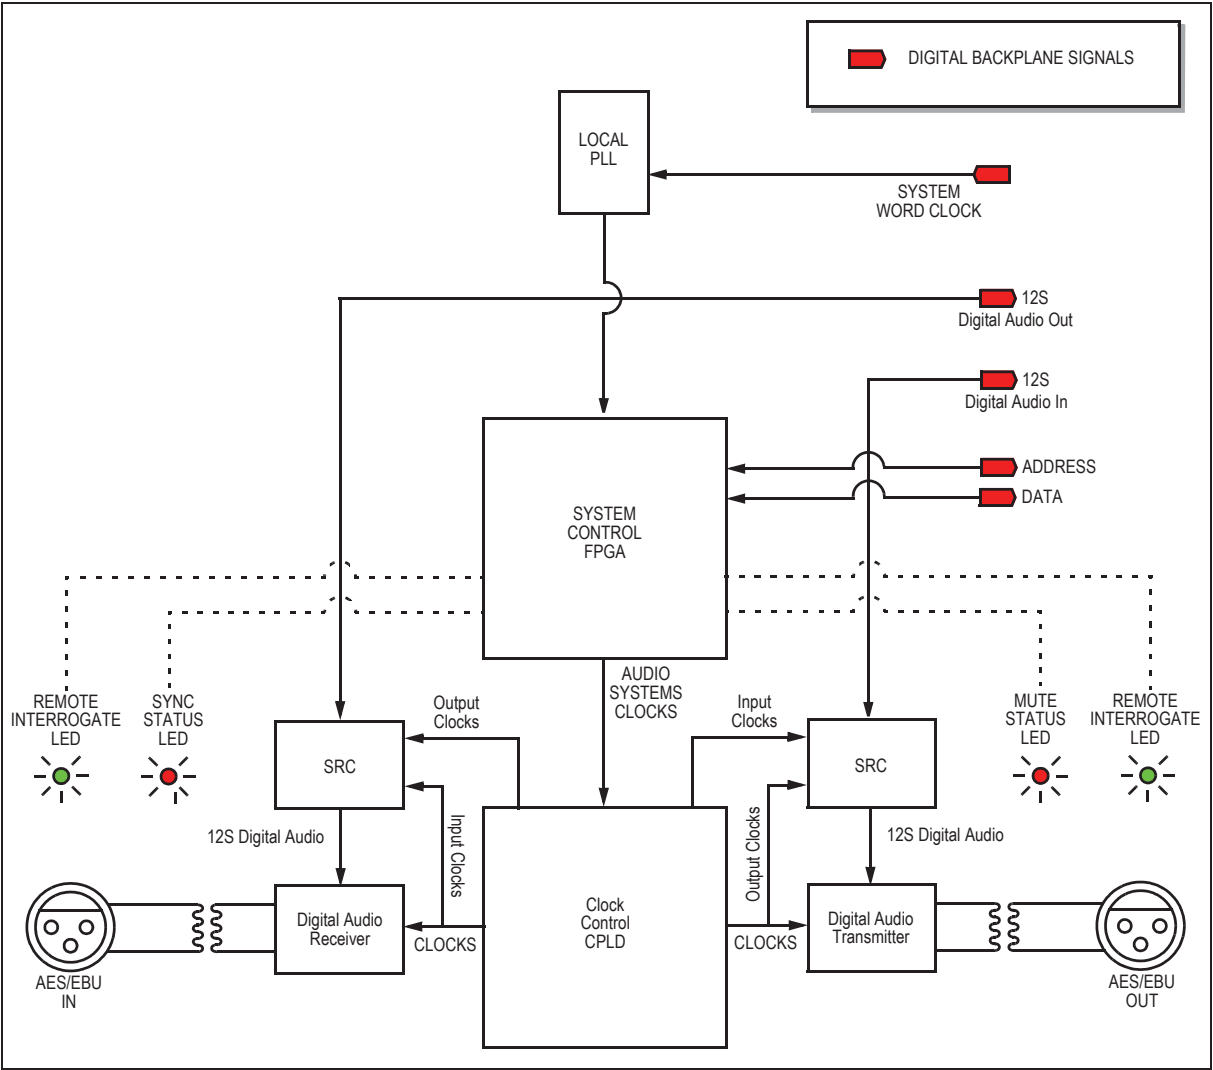 DIGITAL BACKPLANE SIGNALS
LOCAL
PLL
SYSTEM
WORD CLOCK
12S
Digital Audio Out
12S
Digital Audio In
ADDRESS
DATA
SYSTEM
CONTROL
FPGA
AUDIO
SYSTEMS
CLOCKS
REMOTE
INTERROGATE
LED
SYNC
STATUS
LED
Output
Clocks
Input
Clocks
MUTE
STATUS
LED
REMOTE
INTERROGATE
LED
SRC
SRC
12S Digital Audio
Input Clocks
Output Clocks
12S Digital Audio
Digital Audio
Receiver
CLOCKS
Clock
Control
CPLD
CLOCKS
Digital Audio
Transmitter
AES/EBU
IN
AES/EBU
OUT